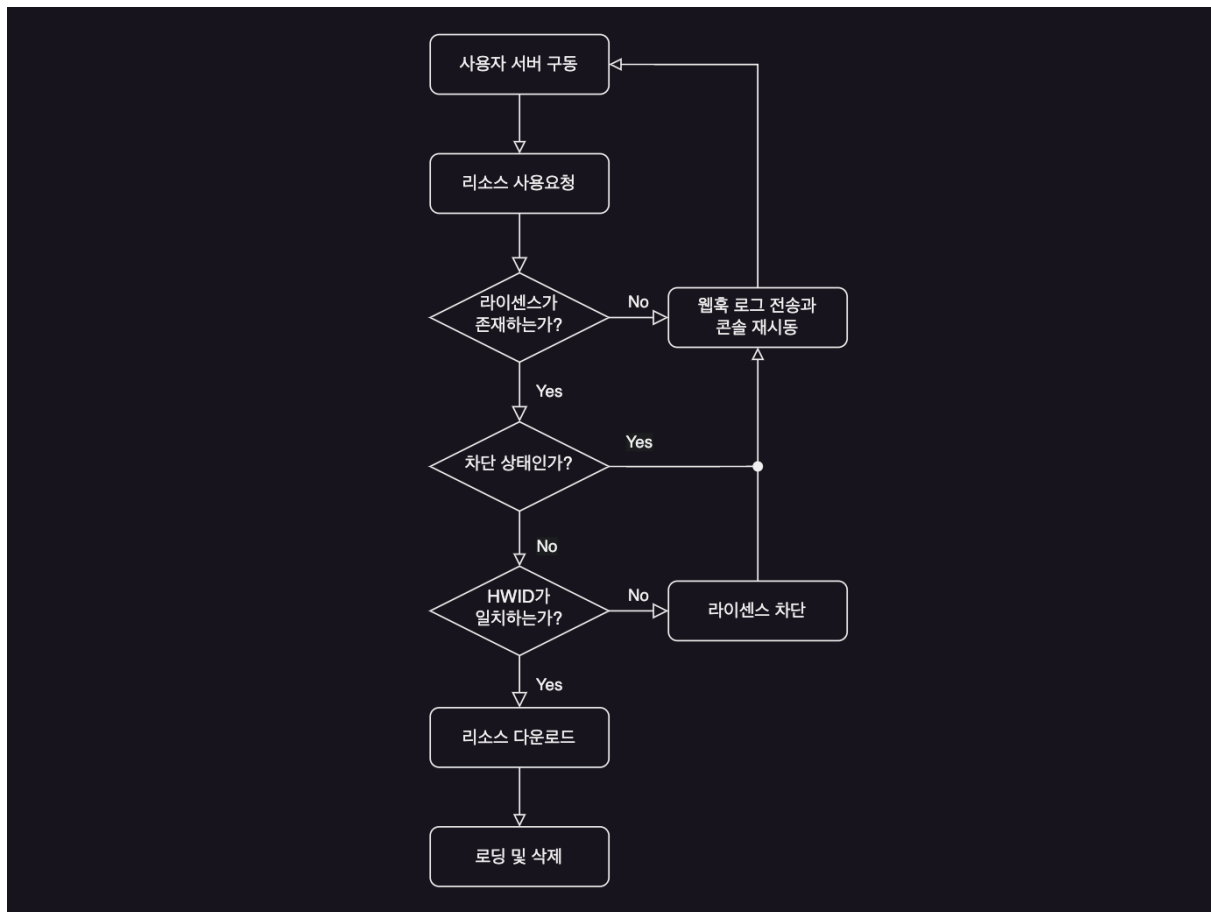 사용자 서버 구동
리소스 사용요청
라이센스가
존재하는가?
No
웹훅 로그 전송과
콘솔 재시동
Yes
차단 상태인가?
Yes
No
HWID가
일치하는가?
No
라이센스 차단
Yes
리소스 다운로드
로딩 및 삭제